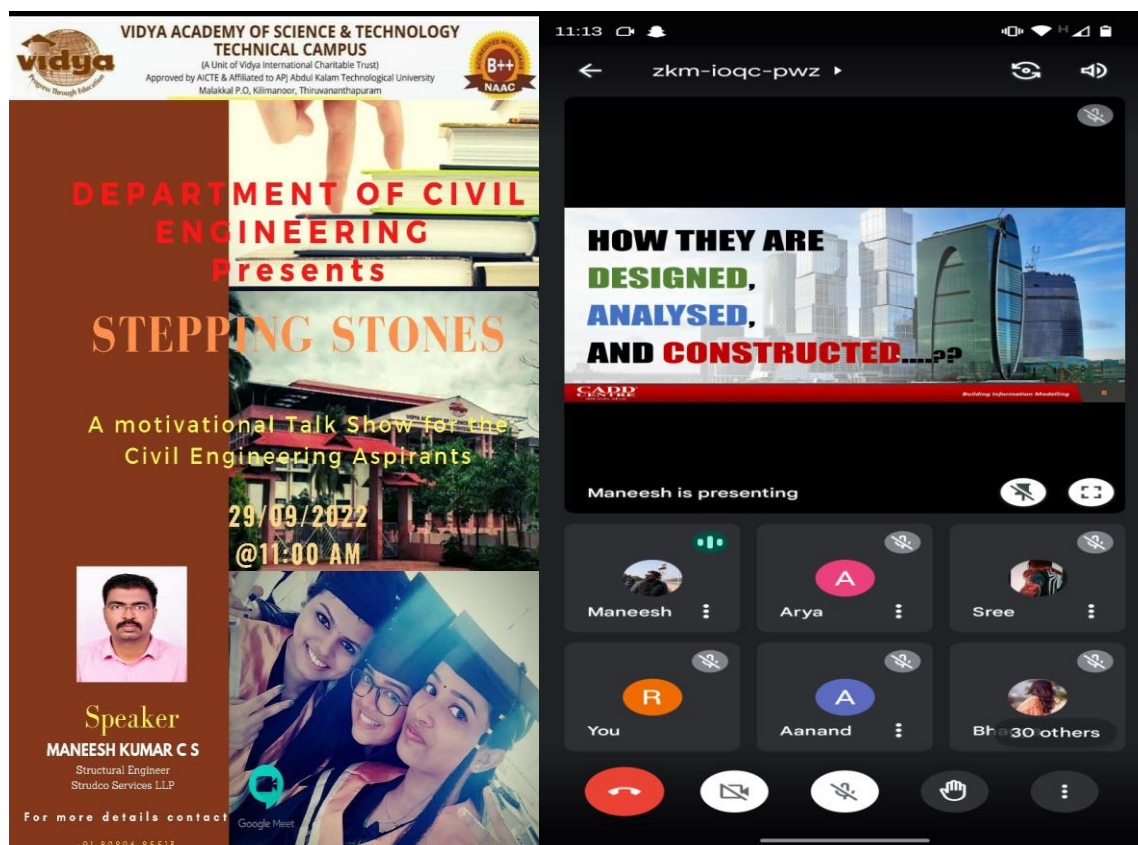 vidya
Progress Through Education
VIDYA ACADEMY OF SCIENCE & TECHNOLOGY
TECHNICAL CAMPUS
(A Unit of Vidya International Charitable Trust)
Approved by AICTE & Affiliated to APJ Abdul Kalam Technological University
Malakkal P.O, Kilimanoor, Thiruvananthapuram
ACCREDITED WITH GRADE
B++
NAAC
DEPARTMENT OF CIVIL
ENGINEERING
Presents
STEPPING STONES
A motivational Talk Show for the
Civil Engineering Aspirants
29/09/2022
@11:00 AM
Speaker
MANEESH KUMAR C S
Structural Engineer
Strudco Services LLP
For more details contact
Google Meet
11:13
H
zkm-ioqc-pwz
HOW THEY ARE
DESIGNED,
ANALYSED,
AND CONSTRUCTED....??
CADD
CENTRE
Building Information Modelling
Maneesh is presenting
Maneesh
A
Arya
Sree
R
You
A
Aanand
30 others